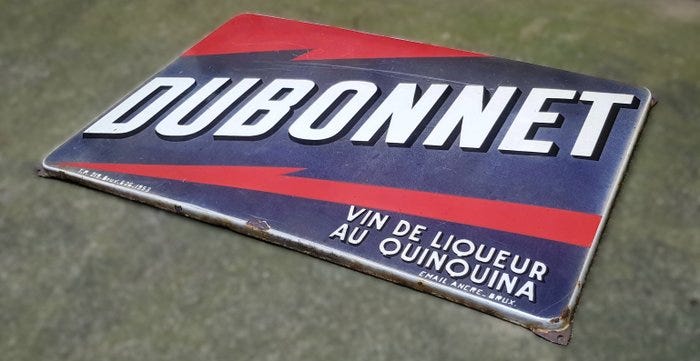 DUBONNET
VIN DE LIQUEUR
AU QUINQUINA
EMAIL ANCRE-BRUX.